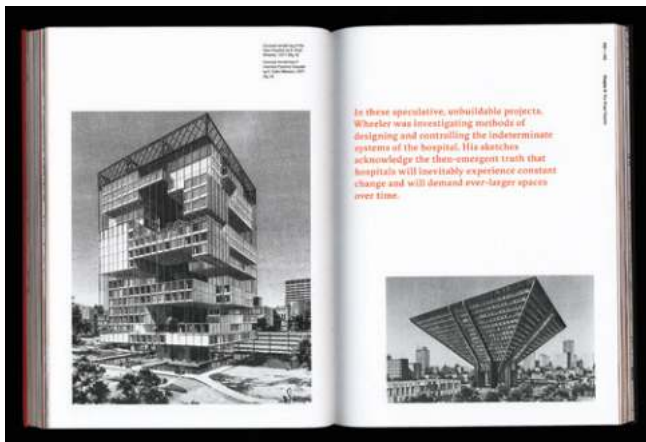 In these speculative, unbuildable projects,
Wheeler was investigating methods of
designing and controlling the indeterminate
systems of the hospital. His sketches
acknowledge the then-emergent truth that
hospitals will inevitably experience constant
change and will demand ever-larger spaces
over time.